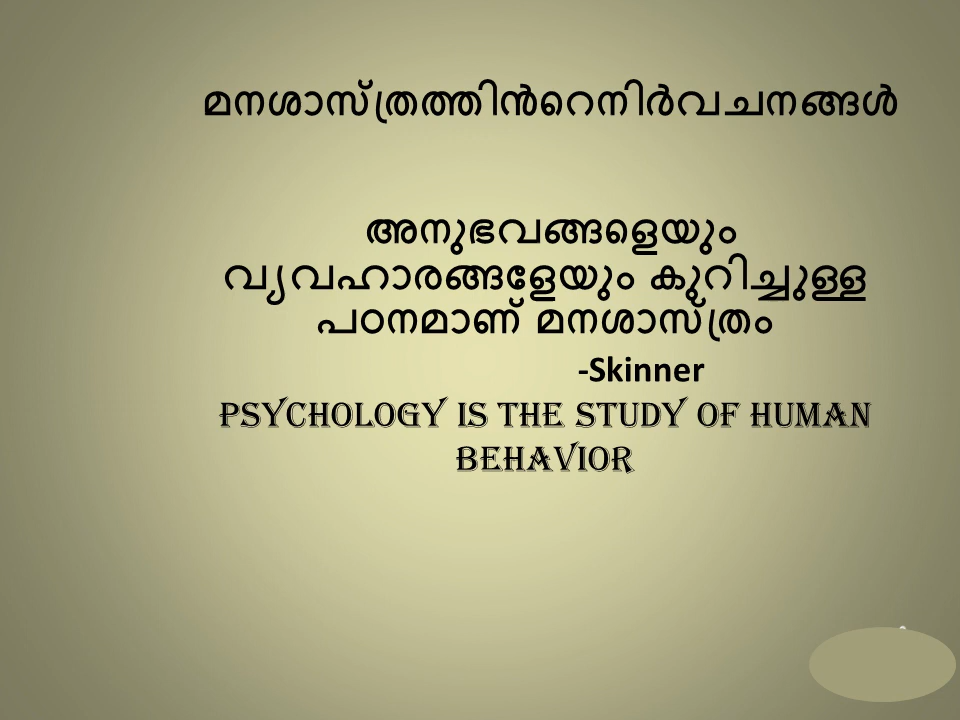 മനശാസ്ത്രത്തിൻറെനിർവചനങ്ങൾ
അനുഭവങ്ങളെയും
വ്യവഹാരങ്ങളേയും കുറിച്ചുള്ള
പഠനമാണ് മനശാസ്ത്രം
-Skinner
PSYCHOLOGY IS THE STUDY OF HUMAN
BEHAVIOR